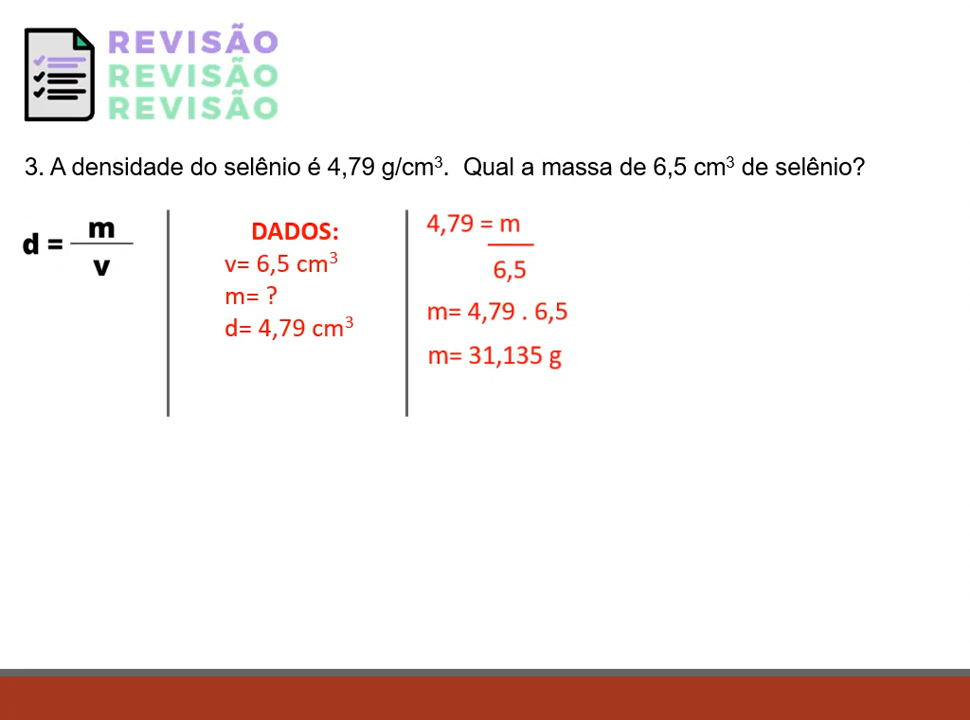 REVISÃO
REVISÃO
REVISÃO
3. A densidade do selênio é 4,79 g/cm³.  Qual a massa de 6,5 cm³ de selênio?
d = m
v
DADOS:
v= 6,5 cm³
m= ?
d= 4,79 cm³
4,79 = m
6,5
m= 4,79 . 6,5
m= 31,135 g